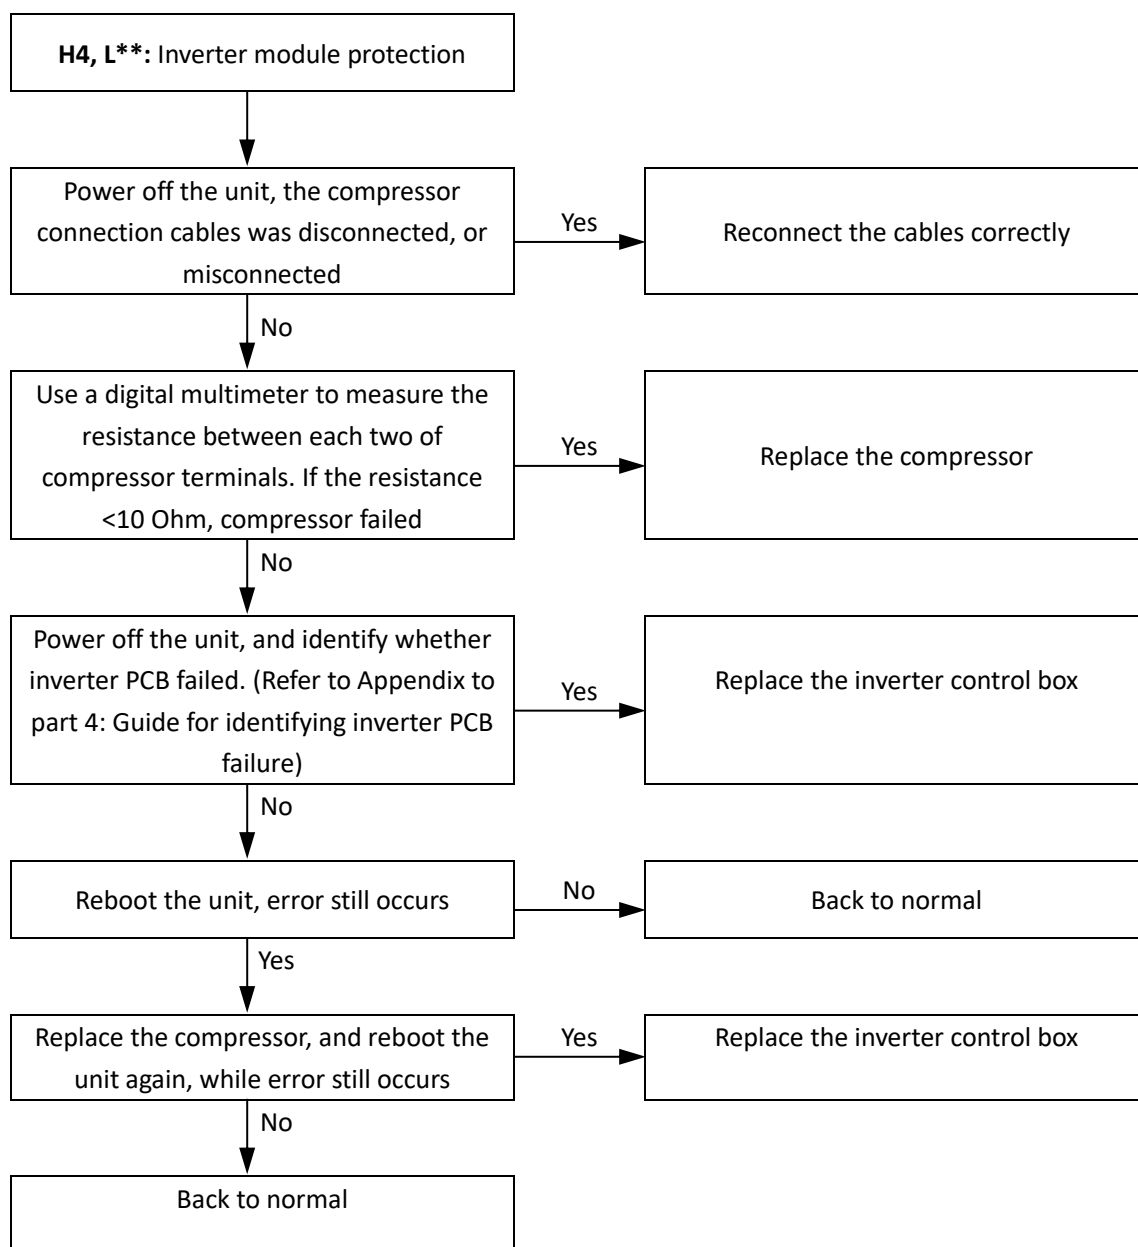 H4, L**: Inverter module protection
Power off the unit, the compressor
connection cables was disconnected, or
misconnected
Yes
Reconnect the cables correctly
No
Use a digital multimeter to measure the
resistance between each two of
compressor terminals. If the resistance
<10 Ohm, compressor failed
Yes
Replace the compressor
No
Power off the unit, and identify whether
inverter PCB failed. (Refer to Appendix to
part 4: Guide for identifying inverter PCB
failure)
Yes
Replace the inverter control box
No
Reboot the unit, error still occurs
No
Back to normal
Yes
Replace the compressor, and reboot the
unit again, while error still occurs
Yes
Replace the inverter control box
No
Back to normal